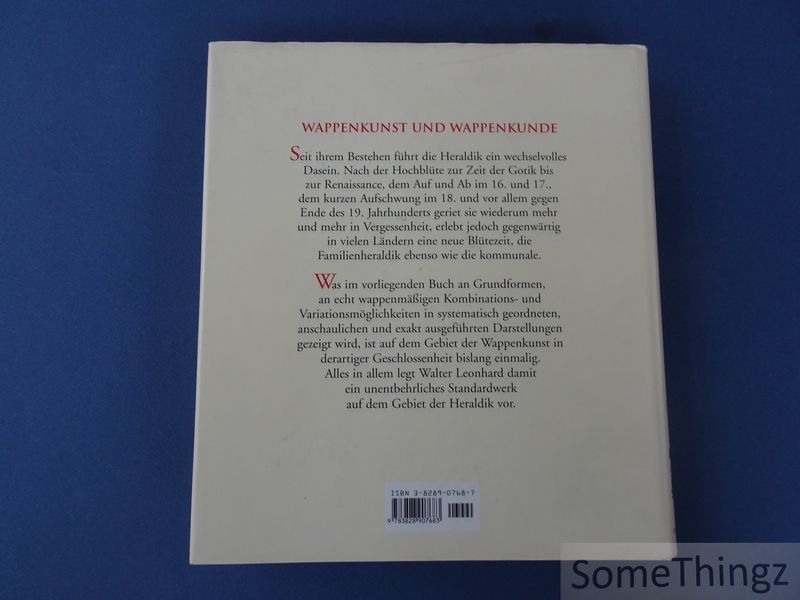 WAPPENKUNST UND WAPPENKUNDE
Seit ihrem Bestehen führt die Heraldik ein wechselvolles
Dasein. Nach der Hochblüte zur Zeit der Gotik bis
zur Renaissance, dem Auf und Ab im 16. und 17.,
dem kurzen Aufschwung im 18. und vor allem gegen
Ende des 19. Jahrhunderts geriet sie wiederum mehr
und mehr in Vergessenheit, erlebt jedoch gegenwärtig
in vielen Ländern eine neue Blütezeit, die
Familienheraldik ebenso wie die kommunale.
Was im vorliegenden Buch an Grundformen,
an echt wappenmäßigen Kombinations- und
Variationsmöglichkeiten in systematisch geordneten,
anschaulichen und exakt ausgeführten Darstellungen
gezeigt wird, ist auf dem Gebiet der Wappenkunst in
derartiger Geschlossenheit bislang einmalig.
Alles in allem legt Walter Leonhard damit
ein unentbehrliches Standardwerk
auf dem Gebiet der Heraldik vor.
ISBN 3-8289-0768-7
9 783828 907683
SomeThingz